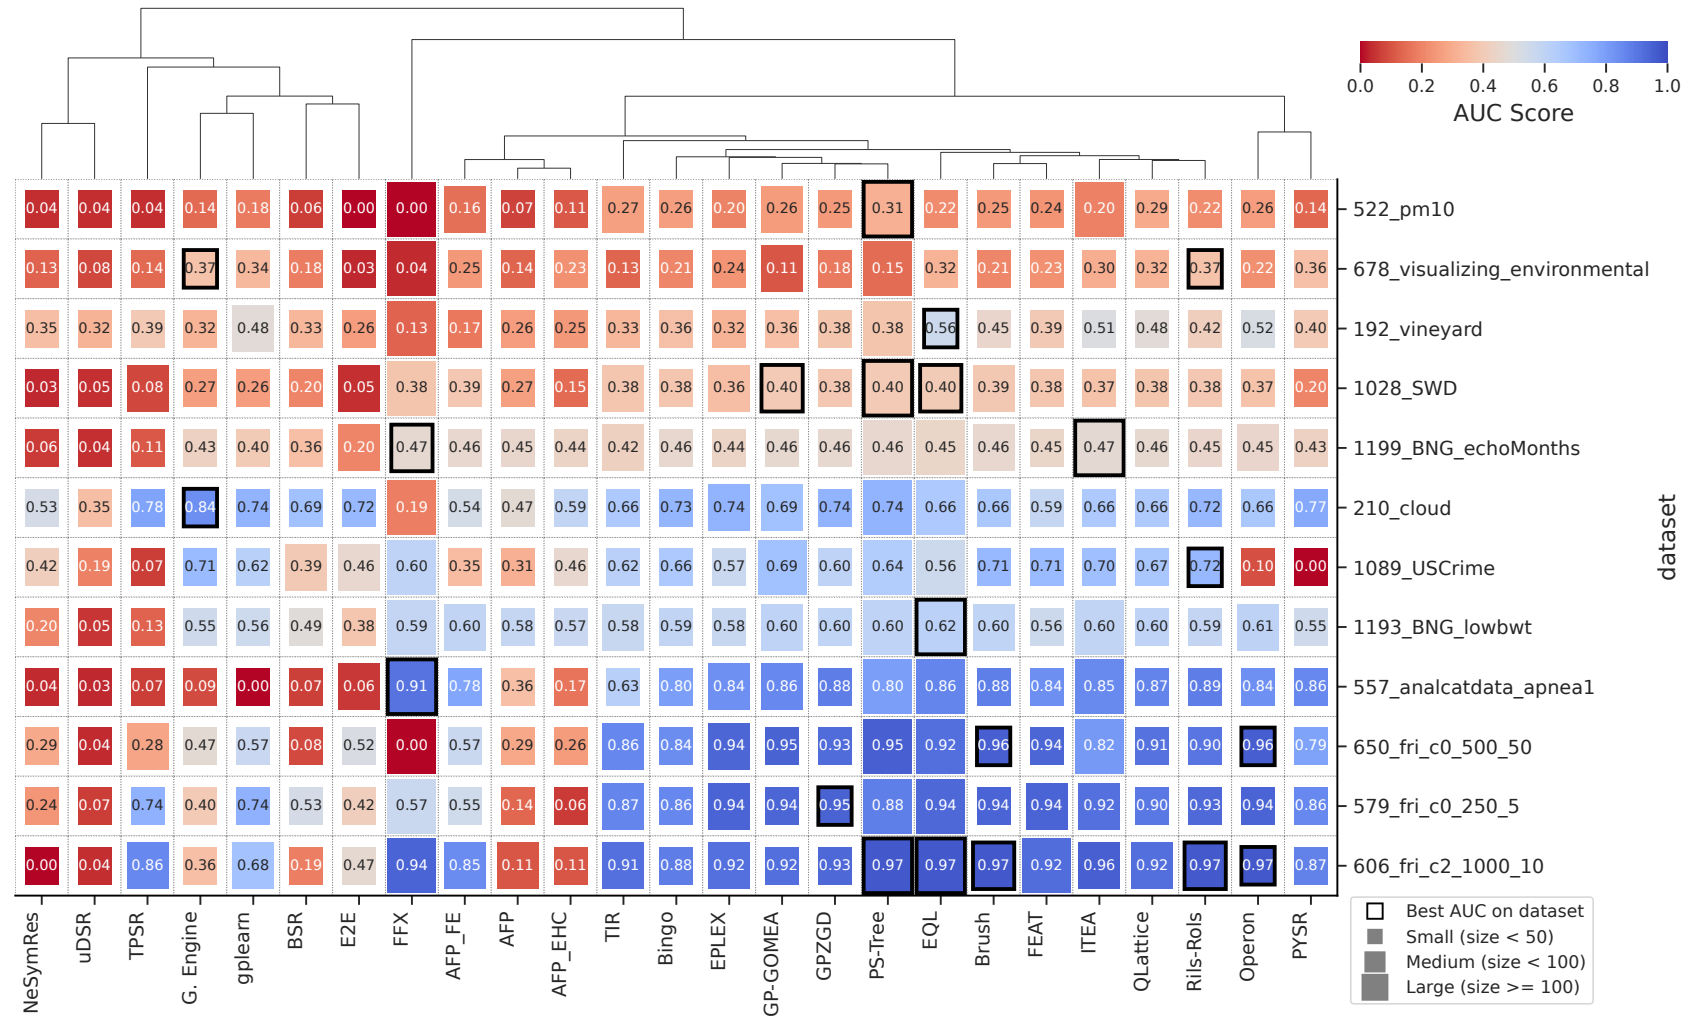 0.0 0.2 0.4 0.6 0.8 1.0
AUC Score
0.04 0.04 0.04 0.14 0.18 0.06 0.00 0.00 0.16 0.07 0.11 0.27 0.26 0.20 0.26 0.25 0.31 0.22 0.25 0.24 0.20 0.29 0.22 0.26 0.14 522_pm10
0.13 0.08 0.14 0.37 0.34 0.18 0.03 0.04 0.25 0.14 0.23 0.13 0.21 0.24 0.11 0.18 0.15 0.32 0.21 0.23 0.30 0.32 0.37 0.22 0.36 678_visualizing_environmental
0.35 0.32 0.39 0.32 0.48 0.33 0.26 0.13 0.17 0.26 0.25 0.33 0.36 0.32 0.36 0.38 0.38 0.56 0.45 0.39 0.51 0.48 0.42 0.52 0.40 192_vineyard
0.03 0.05 0.08 0.27 0.26 0.20 0.05 0.38 0.39 0.27 0.15 0.38 0.38 0.36 0.40 0.38 0.40 0.40 0.39 0.38 0.37 0.38 0.38 0.37 0.20 1028_SWD
0.06 0.04 0.11 0.43 0.40 0.36 0.20 0.47 0.46 0.45 0.44 0.42 0.46 0.44 0.46 0.46 0.46 0.45 0.46 0.45 0.47 0.46 0.45 0.45 0.43 1199_BNG_echoMonths
0.53 0.35 0.78 0.84 0.74 0.69 0.72 0.19 0.54 0.47 0.59 0.66 0.73 0.74 0.69 0.74 0.74 0.66 0.66 0.59 0.66 0.66 0.72 0.66 0.77 210_cloud
0.42 0.19 0.07 0.71 0.62 0.39 0.46 0.60 0.35 0.31 0.46 0.62 0.66 0.57 0.69 0.60 0.64 0.56 0.71 0.71 0.70 0.67 0.72 0.10 0.00 1089_USCrime
0.20 0.05 0.13 0.55 0.56 0.49 0.38 0.59 0.60 0.58 0.57 0.58 0.59 0.58 0.60 0.60 0.60 0.62 0.60 0.56 0.60 0.60 0.59 0.61 0.55 1193_BNG_lowbwt
0.04 0.03 0.07 0.09 0.00 0.07 0.06 0.91 0.78 0.36 0.17 0.63 0.80 0.84 0.86 0.88 0.80 0.86 0.88 0.84 0.85 0.87 0.89 0.84 0.86 557_analcatdata_apnea1
0.29 0.04 0.28 0.47 0.57 0.08 0.52 0.00 0.57 0.29 0.26 0.86 0.84 0.94 0.95 0.93 0.95 0.92 0.96 0.94 0.82 0.91 0.90 0.96 0.79 650_fri_c0_500_50
0.24 0.07 0.74 0.40 0.74 0.53 0.42 0.57 0.55 0.14 0.06 0.87 0.86 0.94 0.94 0.95 0.88 0.94 0.94 0.94 0.92 0.90 0.93 0.94 0.86 579_fri_c0_250_5
0.00 0.04 0.86 0.36 0.68 0.19 0.47 0.94 0.85 0.11 0.11 0.91 0.88 0.92 0.92 0.93 0.97 0.97 0.97 0.92 0.96 0.92 0.97 0.97 0.87 606_fri_c2_1000_10
dataset
NeSymRes uDSR TPSR G. Engine gplearn BSR E2E FFX AFP_FE AFP AFP_EHC TIR Bingo EPLEX GP-GOMEA GPZGD PS-Tree EQL Brush FEAT ITEA QLattice Rils-Rols Operon PYSR
Best AUC on dataset
Small (size < 50)
Medium (size < 100)
Large (size >= 100)